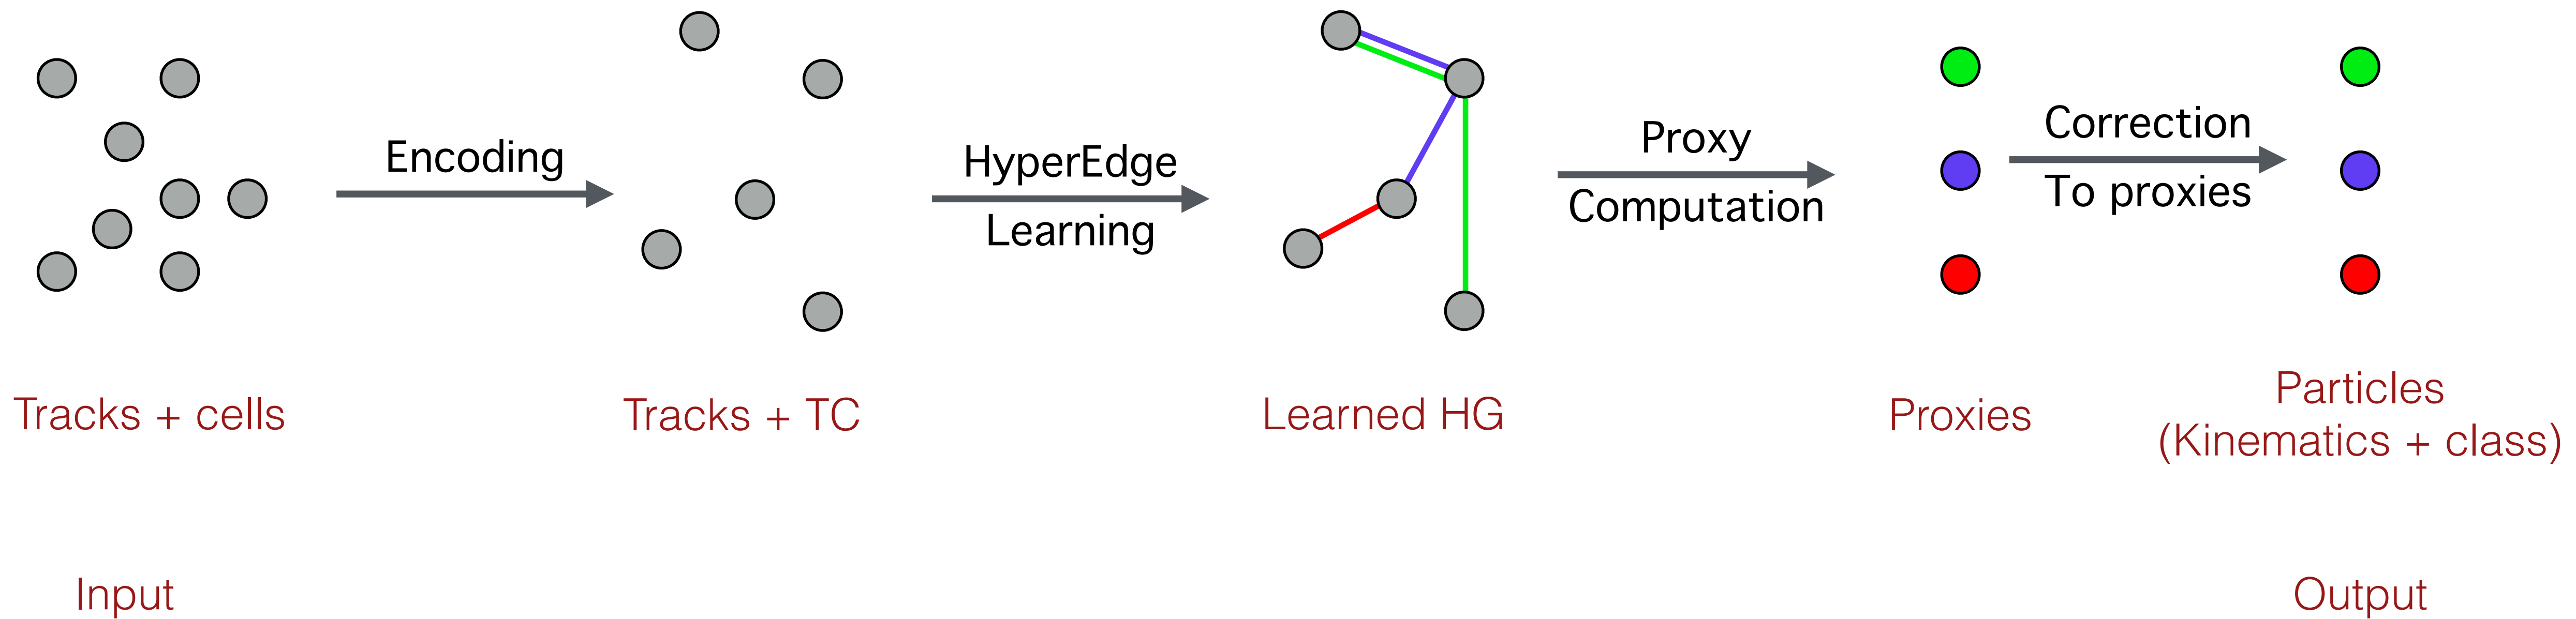 Encoding
HyperEdge
Learning
Proxy
Computation
Correction
To proxies
Tracks + cells
Tracks + TC
Learned HG
Proxies
Particles
(Kinematics + class)
Input
Output